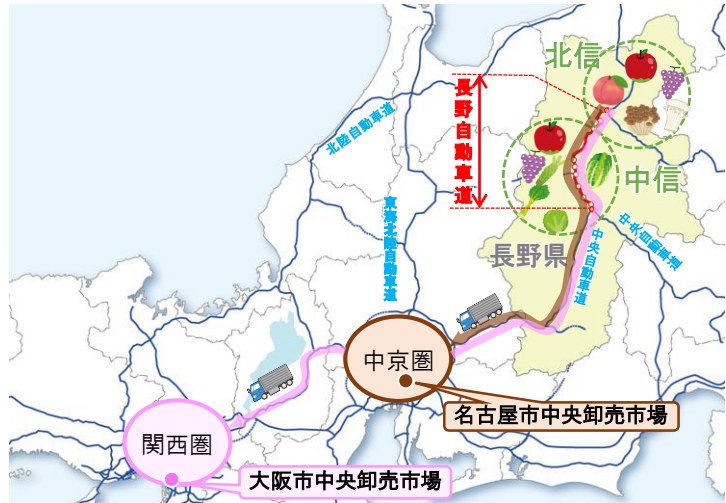 北信
長野自動車道
北陸自動車道
中信
東海北陸自動車道
中央自動車道
長野県
中央自動車道
中京圏
名古屋市中央卸売市場
関西圏
大阪市中央卸売市場